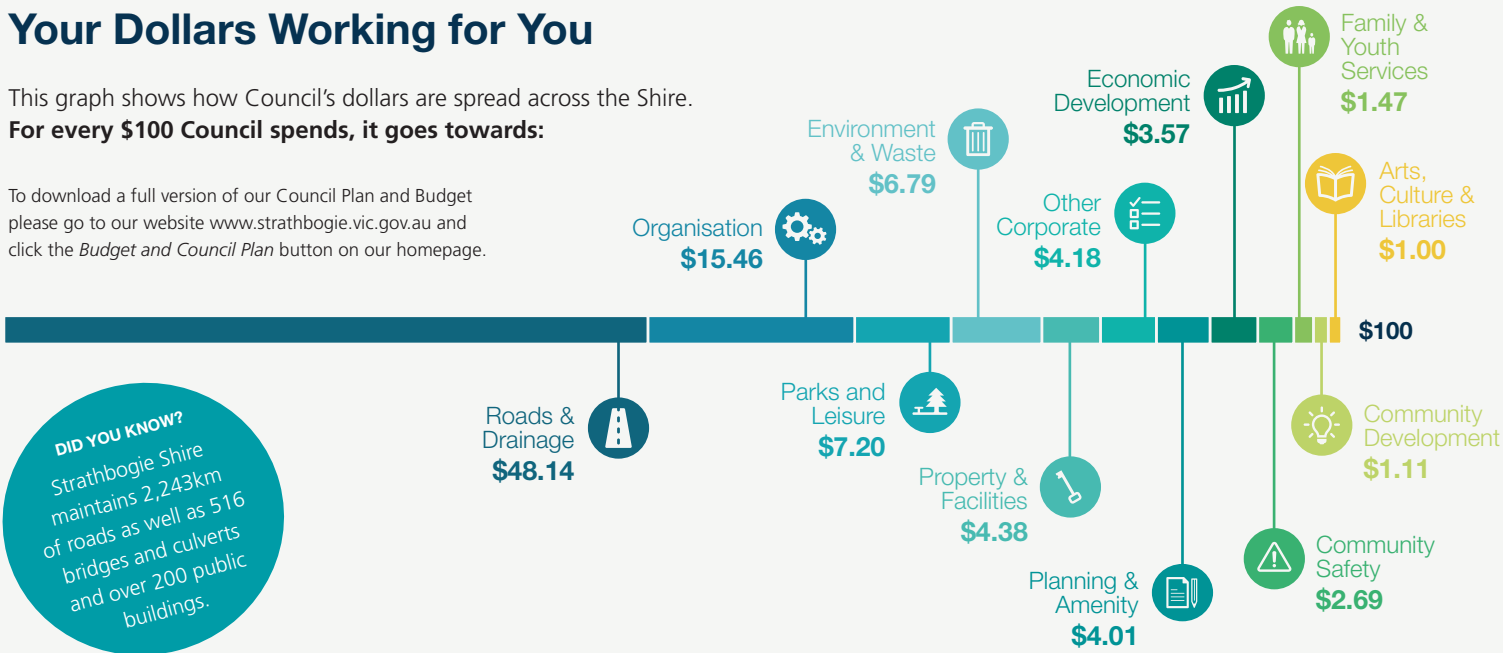 Your Dollars Working for You
This graph shows how Council's dollars are spread across the Shire.
For every $100 Council spends, it goes towards:
To download a full version of our Council Plan and Budget
please go to our website www.strathbogie.vic.gov.au and
click the Budget and Council Plan button on our homepage.
Organisation
$15.46
Environment
& Waste
$6.79
Other
Corporate
$4.18
Economic
Development
$3.57
Family &
Youth
Services
$1.47
Arts,
Culture &
Libraries
$1.00
$100
DID YOU KNOW?
Strathbogie Shire
maintains 2,243km
of roads as well as 516
bridges and culverts
and over 200 public
buildings.
Roads &
Drainage
$48.14
Parks and
Leisure
$7.20
Property &
Facilities
$4.38
Planning &
Amenity
$4.01
Community
Safety
$2.69
Community
Development
$1.11